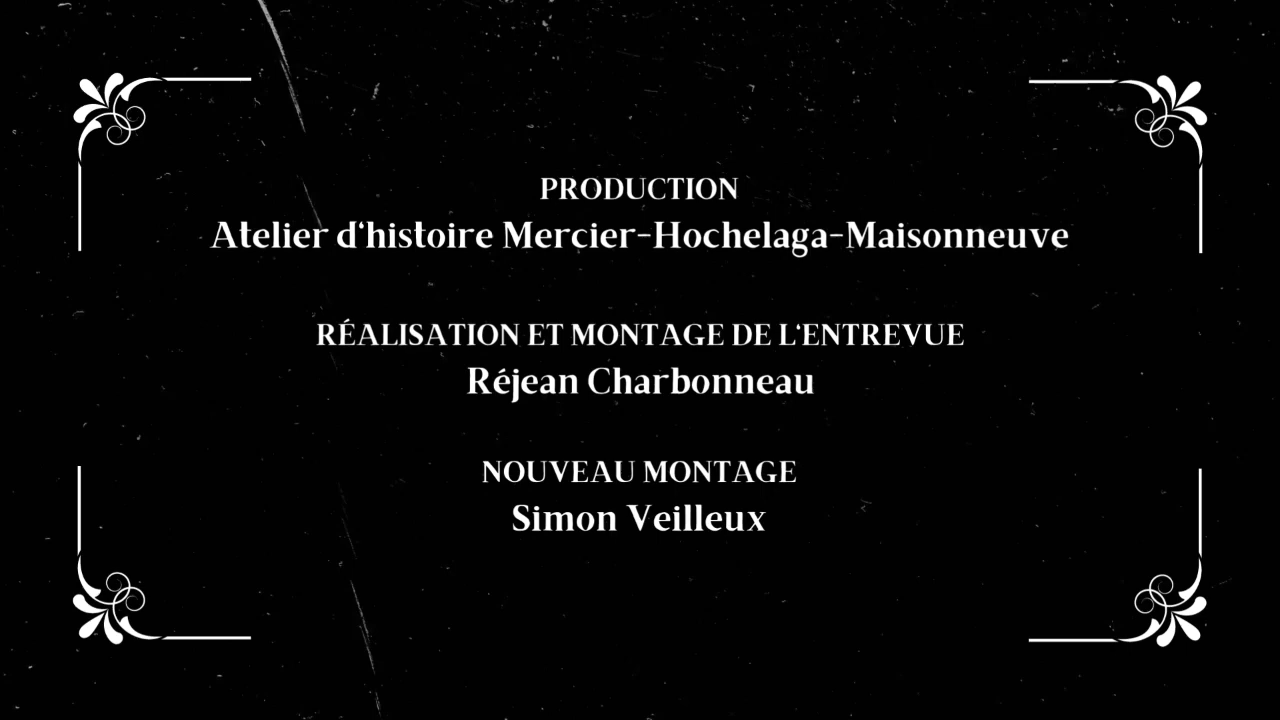 PRODUCTION
Atelier d'histoire Mercier-Hochelaga-Maisonneuve
RÉALISATION ET MONTAGE DE L'ENTREVUE
Réjean Charbonneau
NOUVEAU MONTAGE
Simon Veilleux